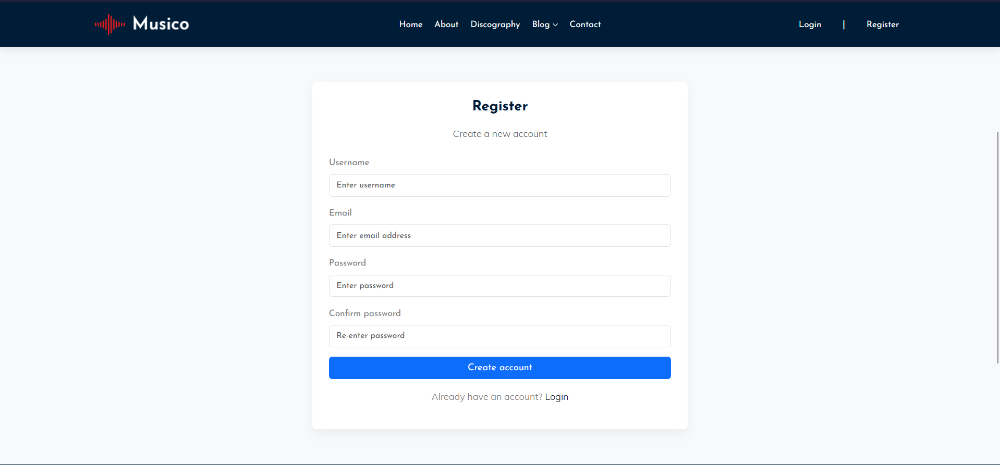 Musico
Home About Discography Blog Contact
Login | Register
Register
Create a new account
Username
Enter username
Email
Enter email address
Password
Enter password
Confirm password
Re-enter password
Create account
Already have an account? Login